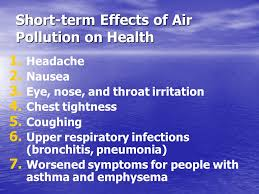 Short-term Effects of Air
Pollution on Health
1. Headache
2. Nausea
3. Eye, nose, and throat irritation
4. Chest tightness
5. Coughing
6. Upper respiratory infections
(bronchitis, pneumonia)
7. Worsened symptoms for people with
asthma and emphysema